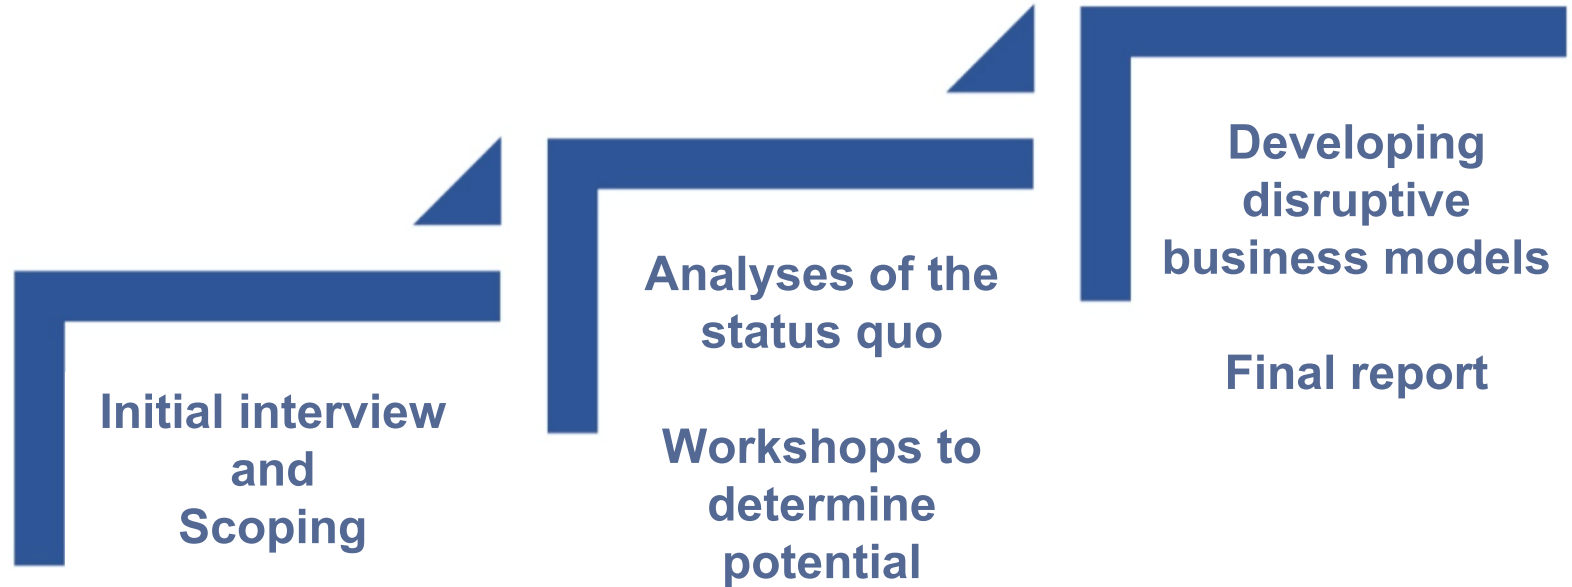 Initial interview
and
Scoping
Analyses of the
status quo
Workshops to
determine
potential
Developing
disruptive
business models
Final report